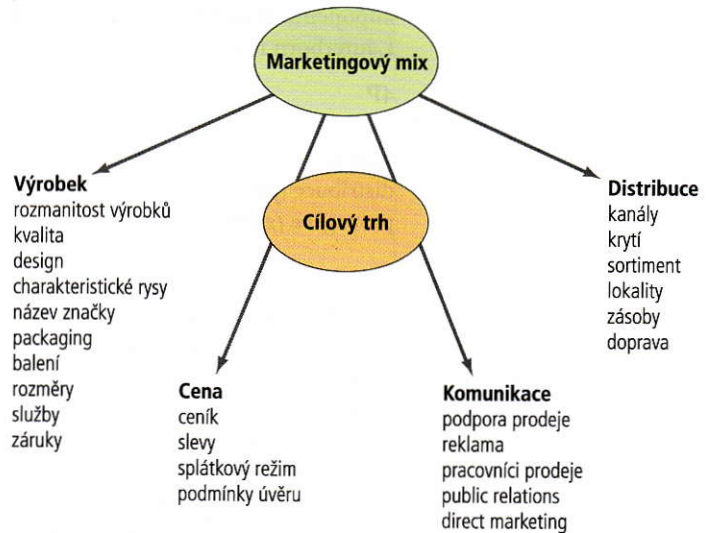 Marketingový mix
Cílový trh
Výrobek
rozmanitost výrobků
kvalita
design
charakteristické rysy
název značky
packaging
balení
rozměry
služby
záruky
Cena
ceník
slevy
splátkový režim
podmínky úvěru
Komunikace
podpora prodeje
reklama
pracovníci prodeje
public relations
direct marketing
Distribuce
kanály
krytí
sortiment
lokality
zásoby
doprava